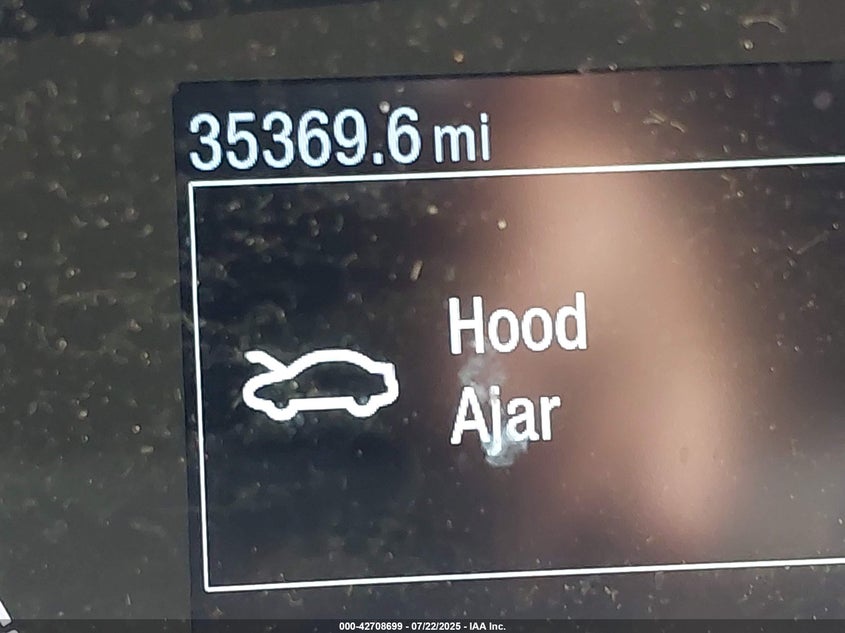 35369.6 mi
Hood
Ajar
000-42708699 - 07/22/2025 - IAA Inc.